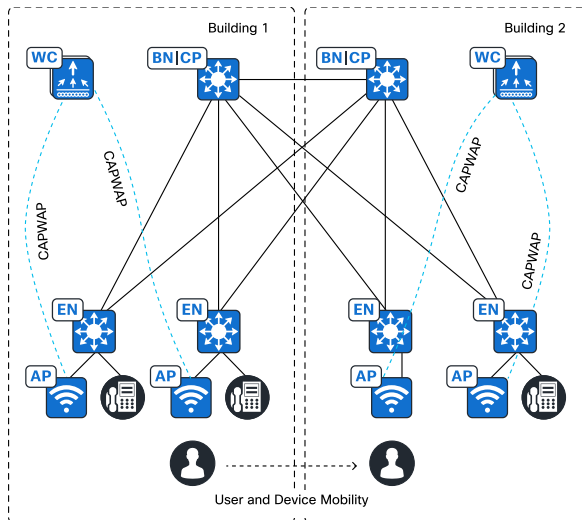 Building 1
Building 2
WC
BN|CP
BN|CP
WC
CAPWAP
CAPWAP
CAPWAP
CAPWAP
EN
EN
EN
EN
AP
AP
AP
AP
User and Device Mobility